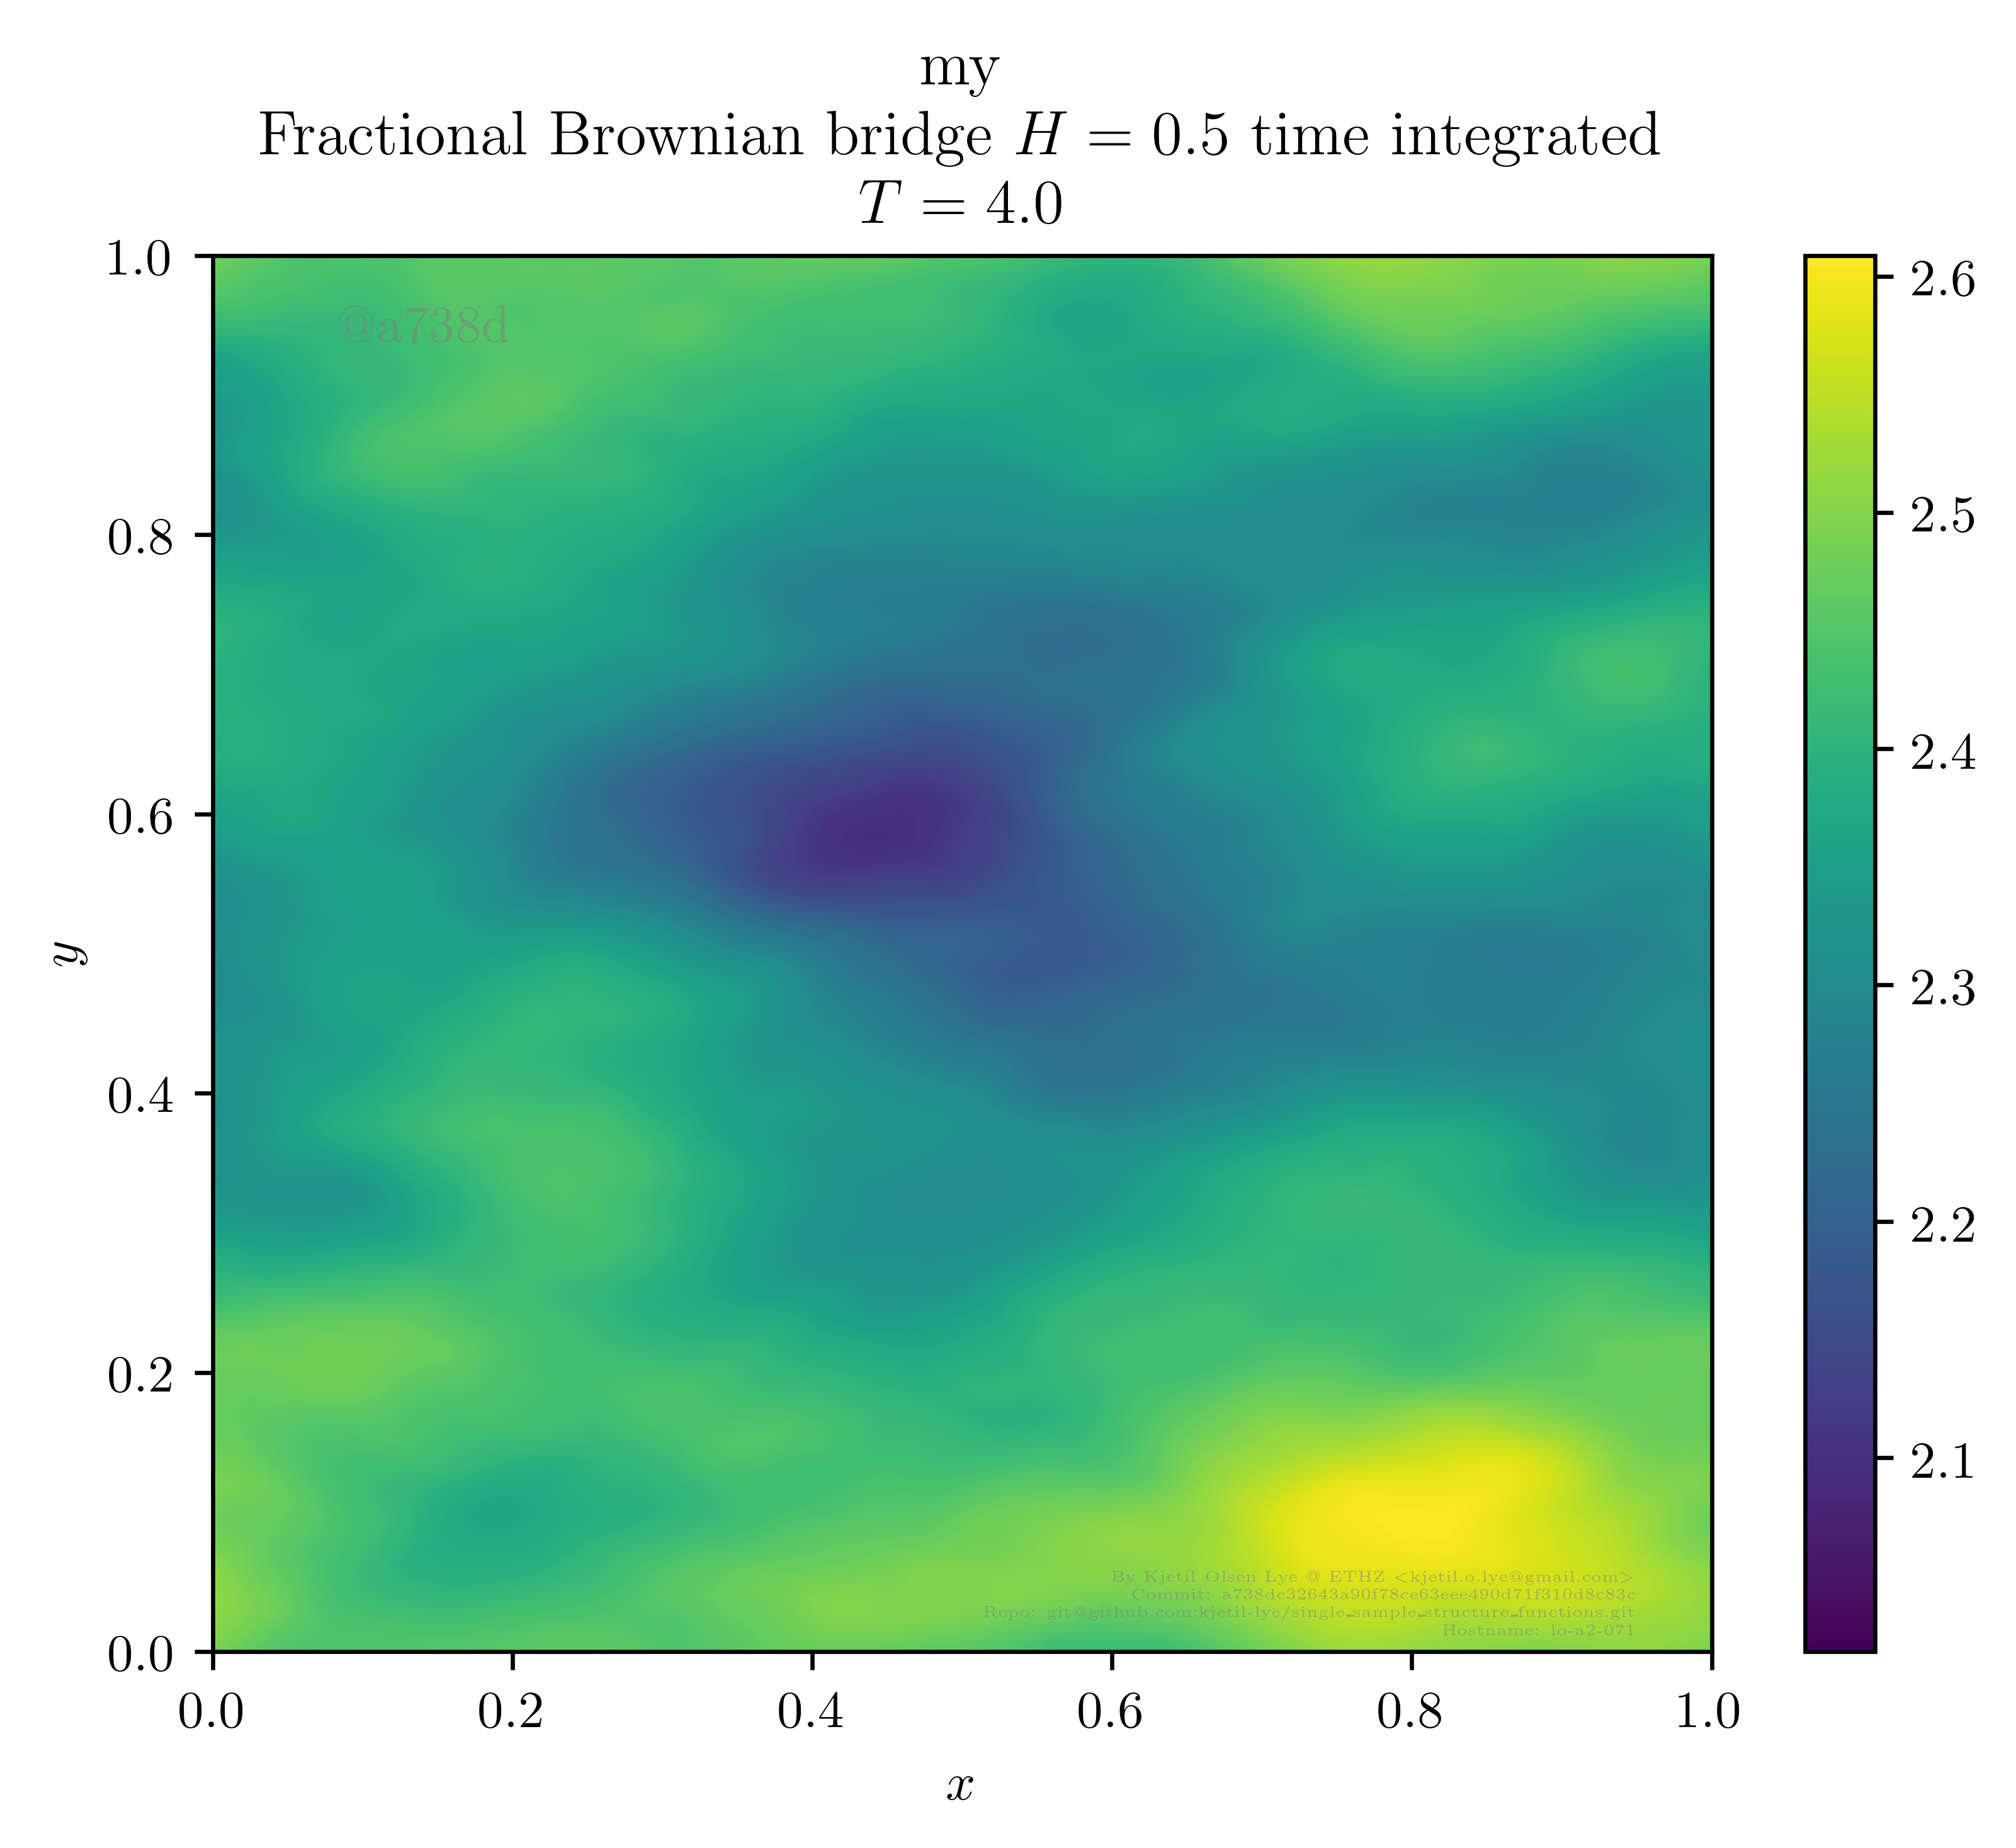 my
Fractional Brownian bridge H = 0.5 time integrated
T = 4.0
1.0
0.8
0.6
0.4
0.2
0.0
y
@a738d
By Kjetil Olsen Lye @ ETHZ <kjetil.o.lye@gmail.com>
Commit: a738dc32643a90f78ce63eee490d71f310d8c83c
Repo: git@github.com:kjetil-lye/single_sample_structure_functions.git
Hostname: lo-a2-071
0.0 0.2 0.4 0.6 0.8 1.0
x
2.6
2.5
2.4
2.3
2.2
2.1